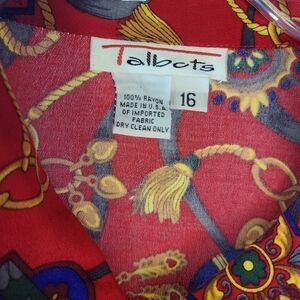 Talbots
16
100% RAYON
MADE IN U.S.A.
OF IMPORTED
FABRIC
DRY CLEAN ONLY